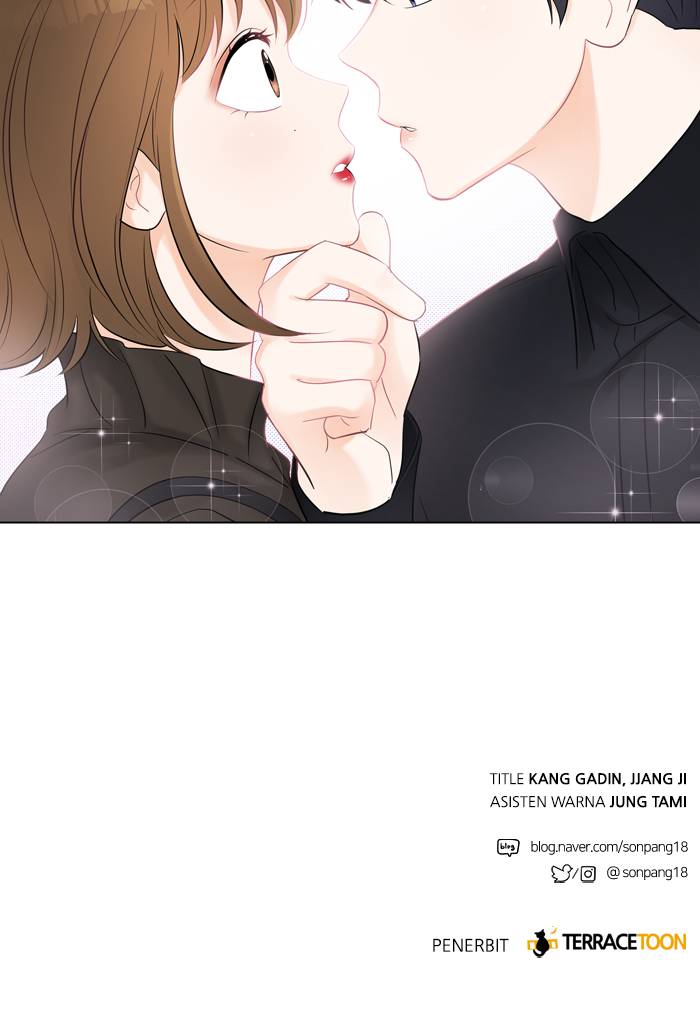 TITLE KANG GADIN, JJANG JI
ASISTEN WARNA JUNG TAMI
blog blog.naver.com/sonpang18
/ @sonpang18
PENERBIT TERRACETOON